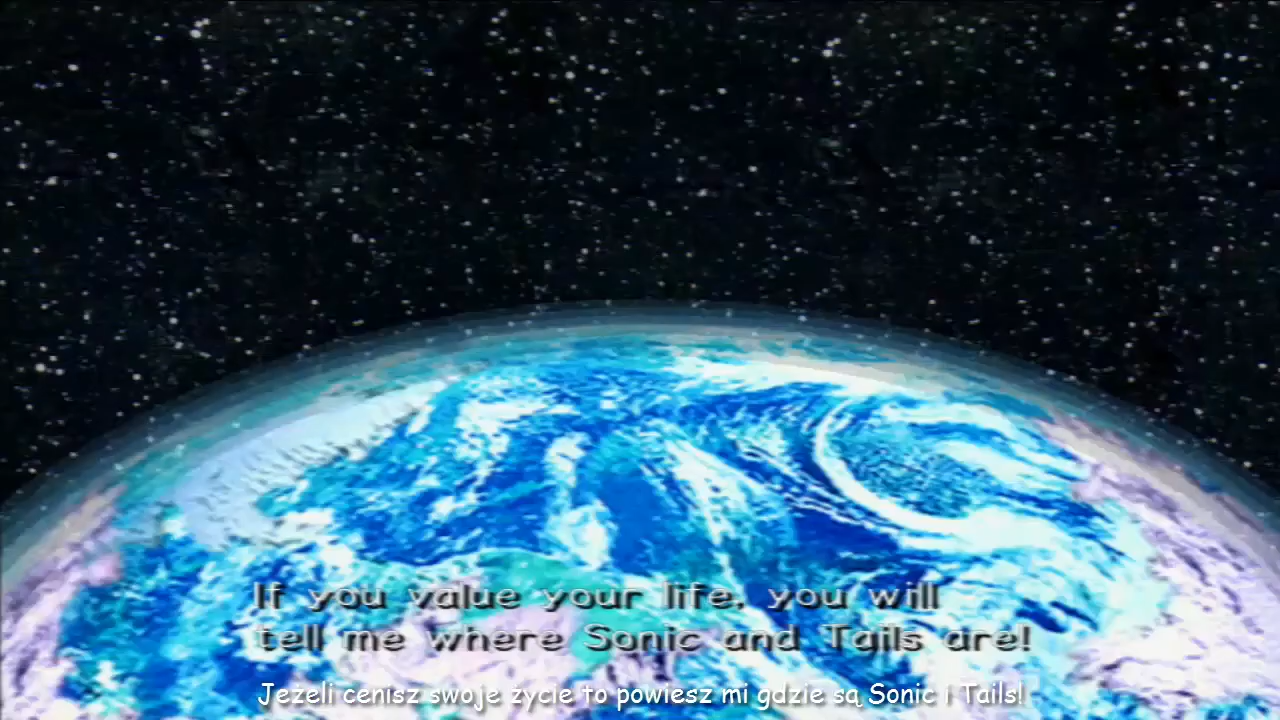 If you value your life, you will
tell me where Sonic and Tails are!
Jeżeli cenisz swoje życie to powiesz mi gdzie są Sonic i Tails!